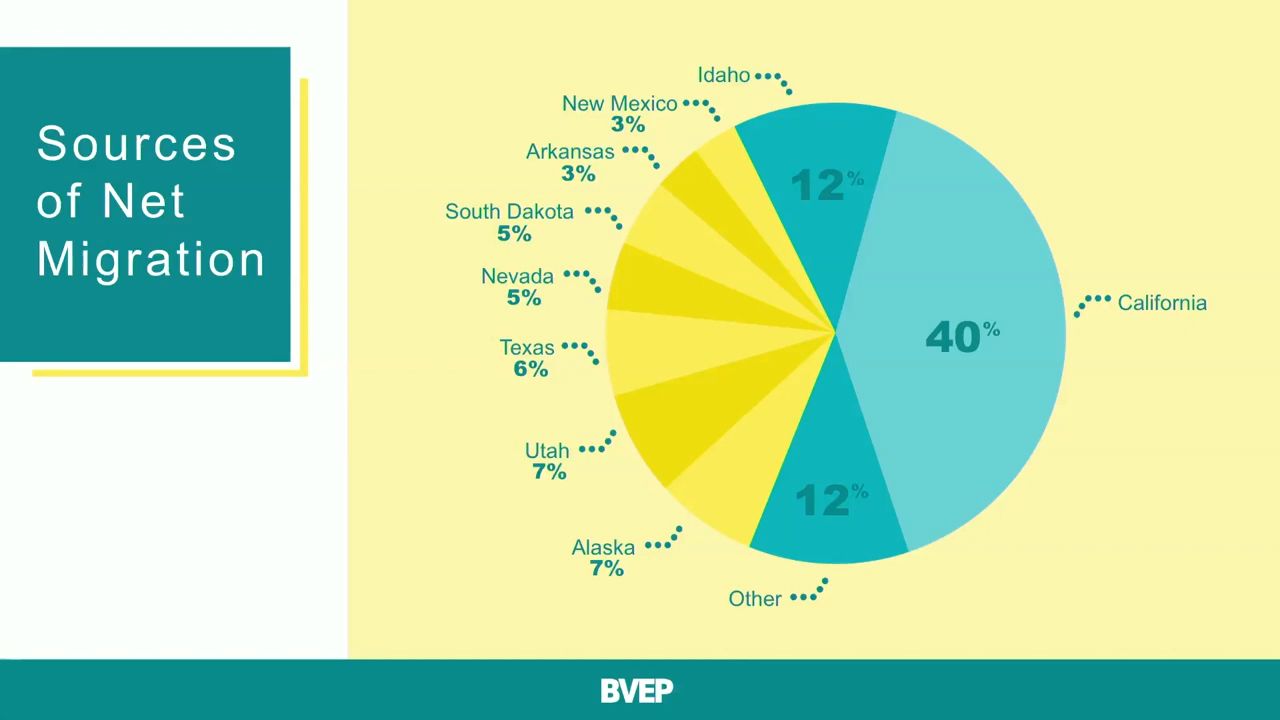 Sources
of Net
Migration
Idaho
12%
New Mexico
3%
Arkansas
3%
South Dakota
5%
Nevada
5%
Texas
6%
Utah
7%
Alaska
7%
Other
12%
California
40%
BVEP